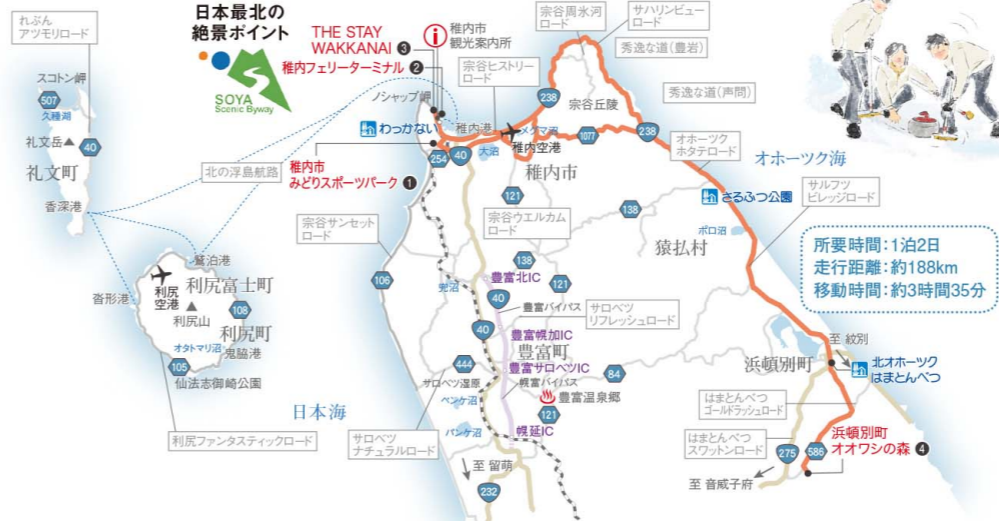 日本最北の
絶景ポイント
SOYA
Scenic Byway
れぶん
アツモリロード
スコトン岬
507
久種湖
礼文岳
40
礼文町
香深港
北の浮島航路
鴛泊港
利尻
空港
利尻富士町
沓形港
利尻山
108
利尻町
オタトマリ沼
鬼脇港
105
仙法志御崎公園
利尻ファンタスティックロード
日本海
THE STAY
WAKKANAI ❸
稚内フェリーターミナル ❷
i
稚内市
観光案内所
ノシャップ岬
わっかない
稚内港
稚内市
みどりスポーツパーク ❶
254
40
大沼
メグマ沼
稚内空港
稚内市
宗谷ヒストリー
ロード
宗谷周氷河
ロード
サハリンビュー
ロード
秀逸な道(豊岩)
宗谷丘陵
238
秀逸な道(声問)
1077
238
オホーツク
ホタテロード
オホーツク海
さるふつ公園
サルフツ
ビレッジロード
ポロ沼
猿払村
121
138
宗谷ウエルカム
ロード
宗谷サンセット
ロード
106
兜沼
138
豊富北IC
121
40
豊富バイパス
サロベツ
リフレッシュロード
40
豊富幌加IC
豊富町
444
豊富サロベツIC
84
サロベツ湿原
幌富バイパス
豊富温泉郷
ペンケ沼
121
パンケ沼
幌延IC
サロベツ
ナチュラルロード
至 留萌
232
所要時間:1泊2日
走行距離:約188km
移動時間:約3時間35分
至 紋別
浜頓別町
北オホーツク
はまとんべつ
はまとんべつ
ゴールドラッシュロード
はまとんべつ
スワットンロード
浜頓別町
オオワシの森 ❹
275
586
至 音威子府